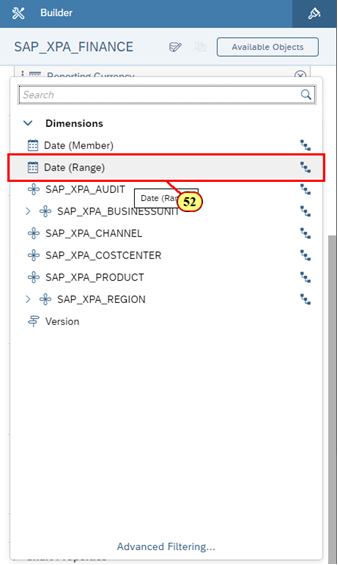 Builder
SAP_XPA_FINANCE
Available Objects
Reporting Currency
Search
Dimensions
Date (Member)
Date (Range)
SAP_XPA_AUDIT
Date (Ra
52
SAP_XPA_BUSINESSUNIT
SAP_XPA_CHANNEL
SAP_XPA_COSTCENTER
SAP_XPA_PRODUCT
SAP_XPA_REGION
Version
Advanced Filtering...